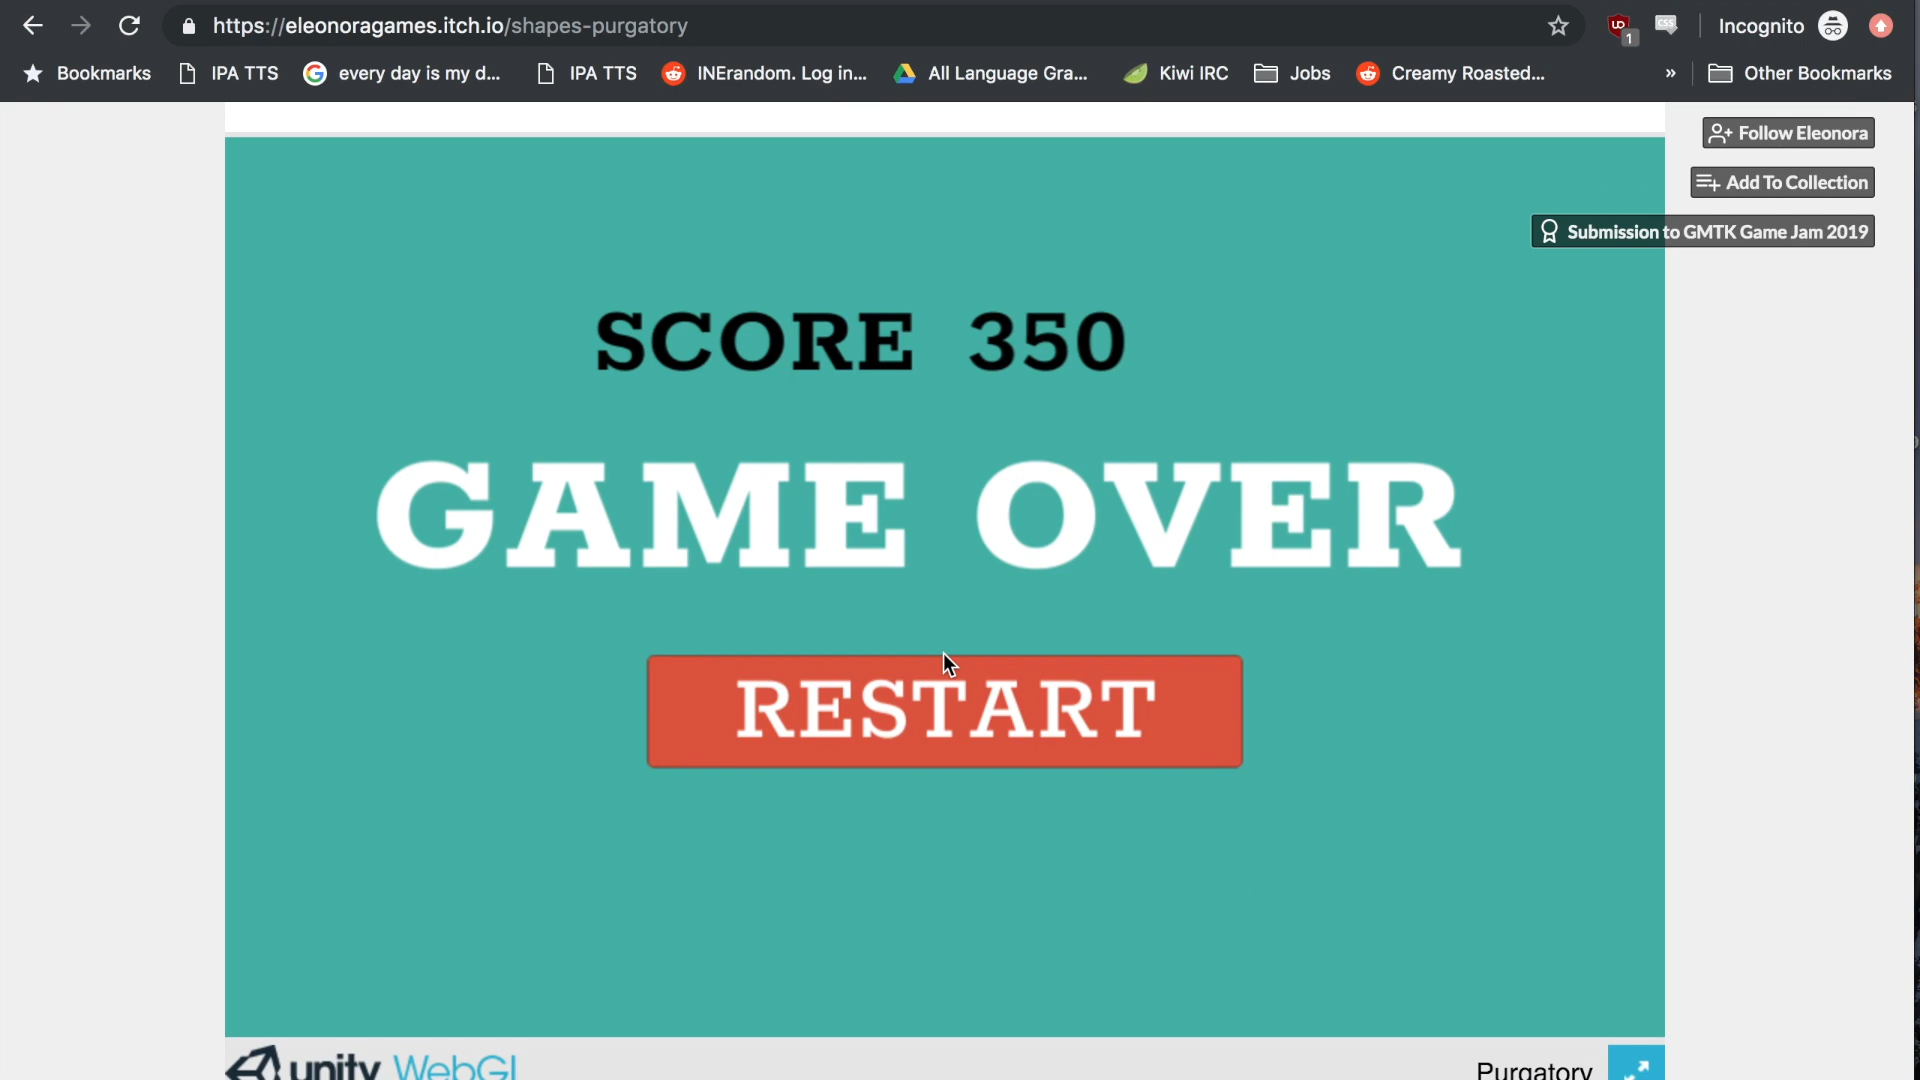 https://eleonoragames.itch.io/shapes-purgatory
1
Incognito
Bookmarks
IPA TTS
every day is my d...
IPA TTS
INErandom. Log in...
All Language Gra...
Kiwi IRC
Jobs
Creamy Roasted...
»
Other Bookmarks
Follow Eleonora
Add To Collection
Submission to GMTK Game Jam 2019
SCORE 350
GAME OVER
RESTART
unity WebGL
Purgatory